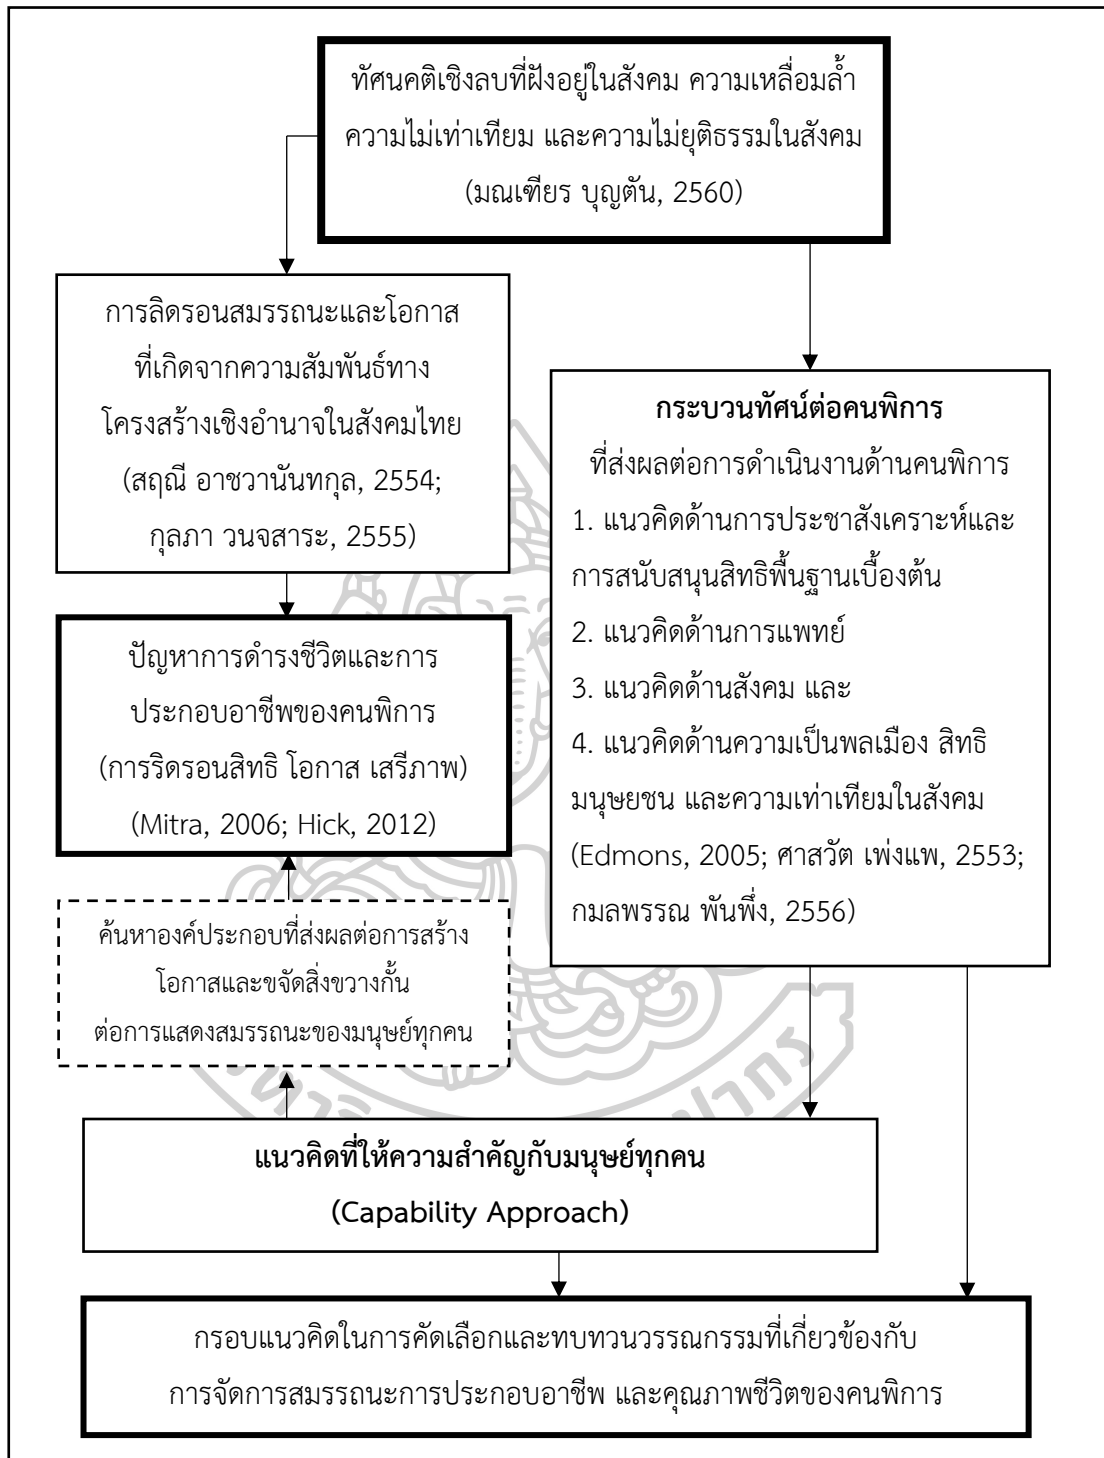 ทัศนคติเชิงลบที่ฝังอยู่ในสังคม ความเหลื่อมล้ำ
ความไม่เท่าเทียม และความไม่ยุติธรรมในสังคม
(มณเฑียร บุญตัน, 2560)
การลิดรอนสมรรถนะและโอกาส
ที่เกิดจากความสัมพันธ์ทาง
โครงสร้างเชิงอำนาจในสังคมไทย
(สฤณี อาชวานันทกุล, 2554;
กุลภา วนจสาระ, 2555)
กระบวนทัศน์ต่อคนพิการ
ที่ส่งผลต่อการดำเนินงานด้านคนพิการ
1. แนวคิดด้านการประชาสังเคราะห์และ
การสนับสนุนสิทธิพื้นฐานเบื้องต้น
2. แนวคิดด้านการแพทย์
3. แนวคิดด้านสังคม และ
4. แนวคิดด้านความเป็นพลเมือง สิทธิ
มนุษยชน และความเท่าเทียมในสังคม
(Edmons, 2005; ศาสวัต เพ่งแพ, 2553;
กมลพรรณ พันพึ่ง, 2556)
ปัญหาการดำรงชีวิตและการ
ประกอบอาชีพของคนพิการ
(การริดรอนสิทธิ โอกาส เสรีภาพ)
(Mitra, 2006; Hick, 2012)
ค้นหาองค์ประกอบที่ส่งผลต่อการสร้าง
โอกาสและขจัดสิ่งขวางกั้น
ต่อการแสดงสมรรถนะของมนุษย์ทุกคน
แนวคิดที่ให้ความสำคัญกับมนุษย์ทุกคน
(Capability Approach)
กรอบแนวคิดในการคัดเลือกและทบทวนวรรณกรรมที่เกี่ยวข้องกับ
การจัดการสมรรถนะการประกอบอาชีพ และคุณภาพชีวิตของคนพิการ